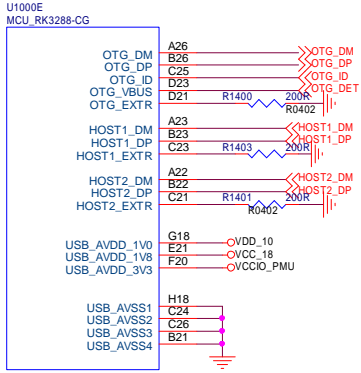 U1000E
MCU_RK3288-CG
OTG_DM A26 OTG_DM
OTG_DP B26 OTG_DP
OTG_ID C25 OTG_ID
OTG_VBUS D23 OTG_DET
OTG_EXTR D21 R1400 200R
R0402
HOST1_DM A23 HOST1_DM
HOST1_DP B23 HOST1_DP
HOST1_EXTR C23 R1403 200R
HOST2_DM A22 HOST2_DM
HOST2_DP B22 HOST2_DP
HOST2_EXTR C21 R1401 200R
R0402
USB_AVDD_1V0 G18 VDD_10
USB_AVDD_1V8 E21 VCC_18
USB_AVDD_3V3 F20 VCCIO_PMU
USB_AVSS1 H18
USB_AVSS2 C24
USB_AVSS3 C26
USB_AVSS4 B21